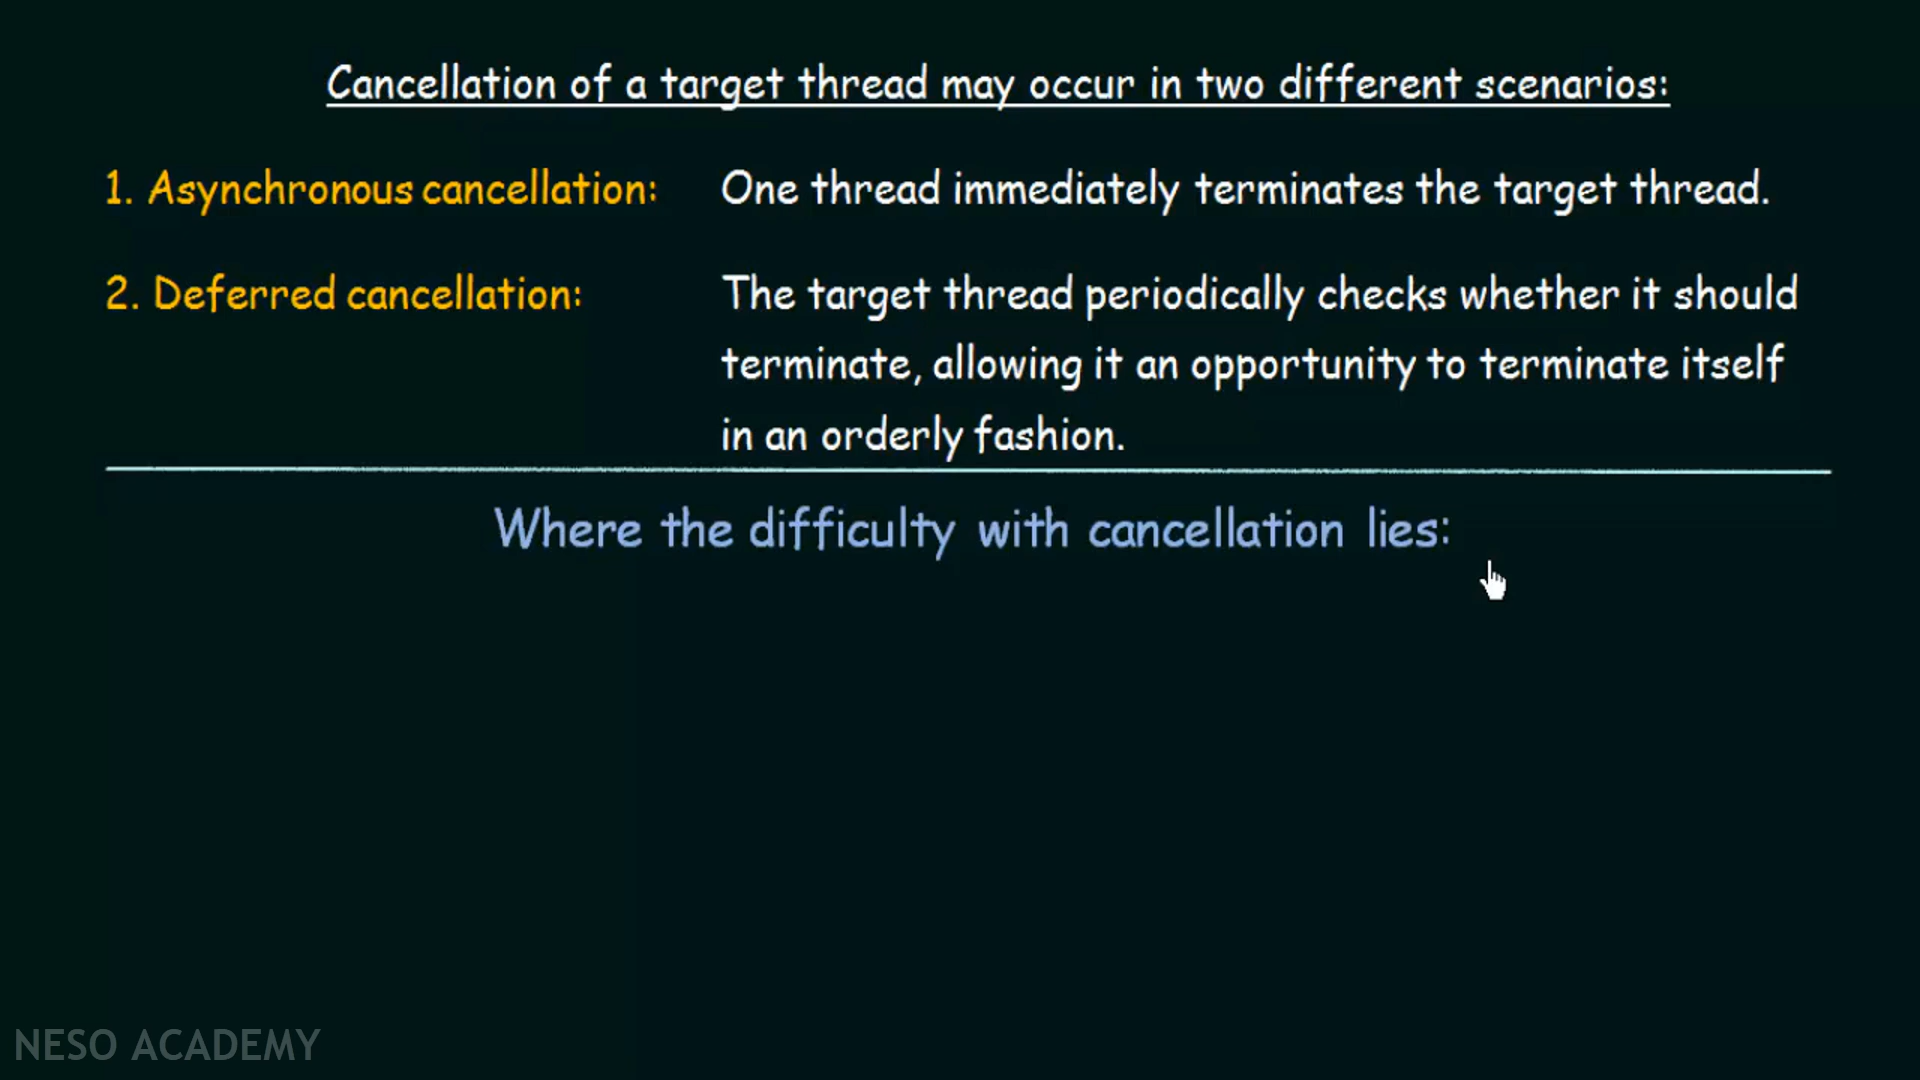 Cancellation of a target thread may occur in two different scenarios:
1. Asynchronous cancellation: One thread immediately terminates the target thread.
2. Deferred cancellation: The target thread periodically checks whether it should
terminate, allowing it an opportunity to terminate itself
in an orderly fashion.
Where the difficulty with cancellation lies:
NESO ACADEMY